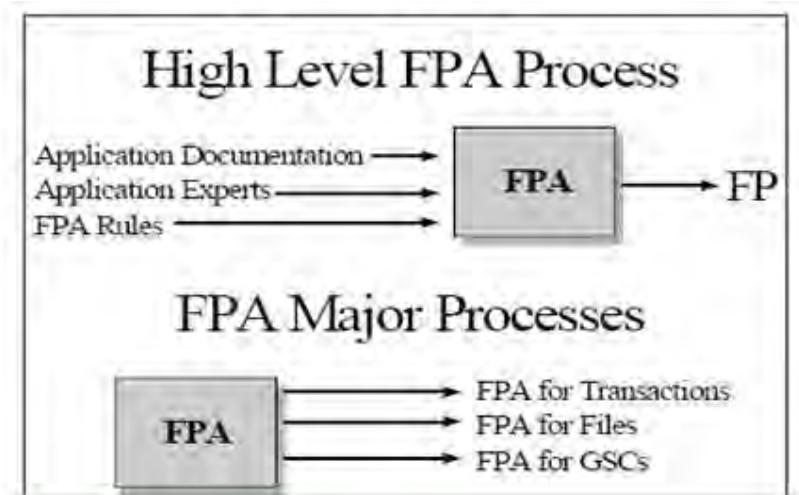 High Level FPA Process
Application Documentation
Application Experts
FPA Rules
FPA
FP
FPA Major Processes
FPA
FPA for Transactions
FPA for Files
FPA for GSCs